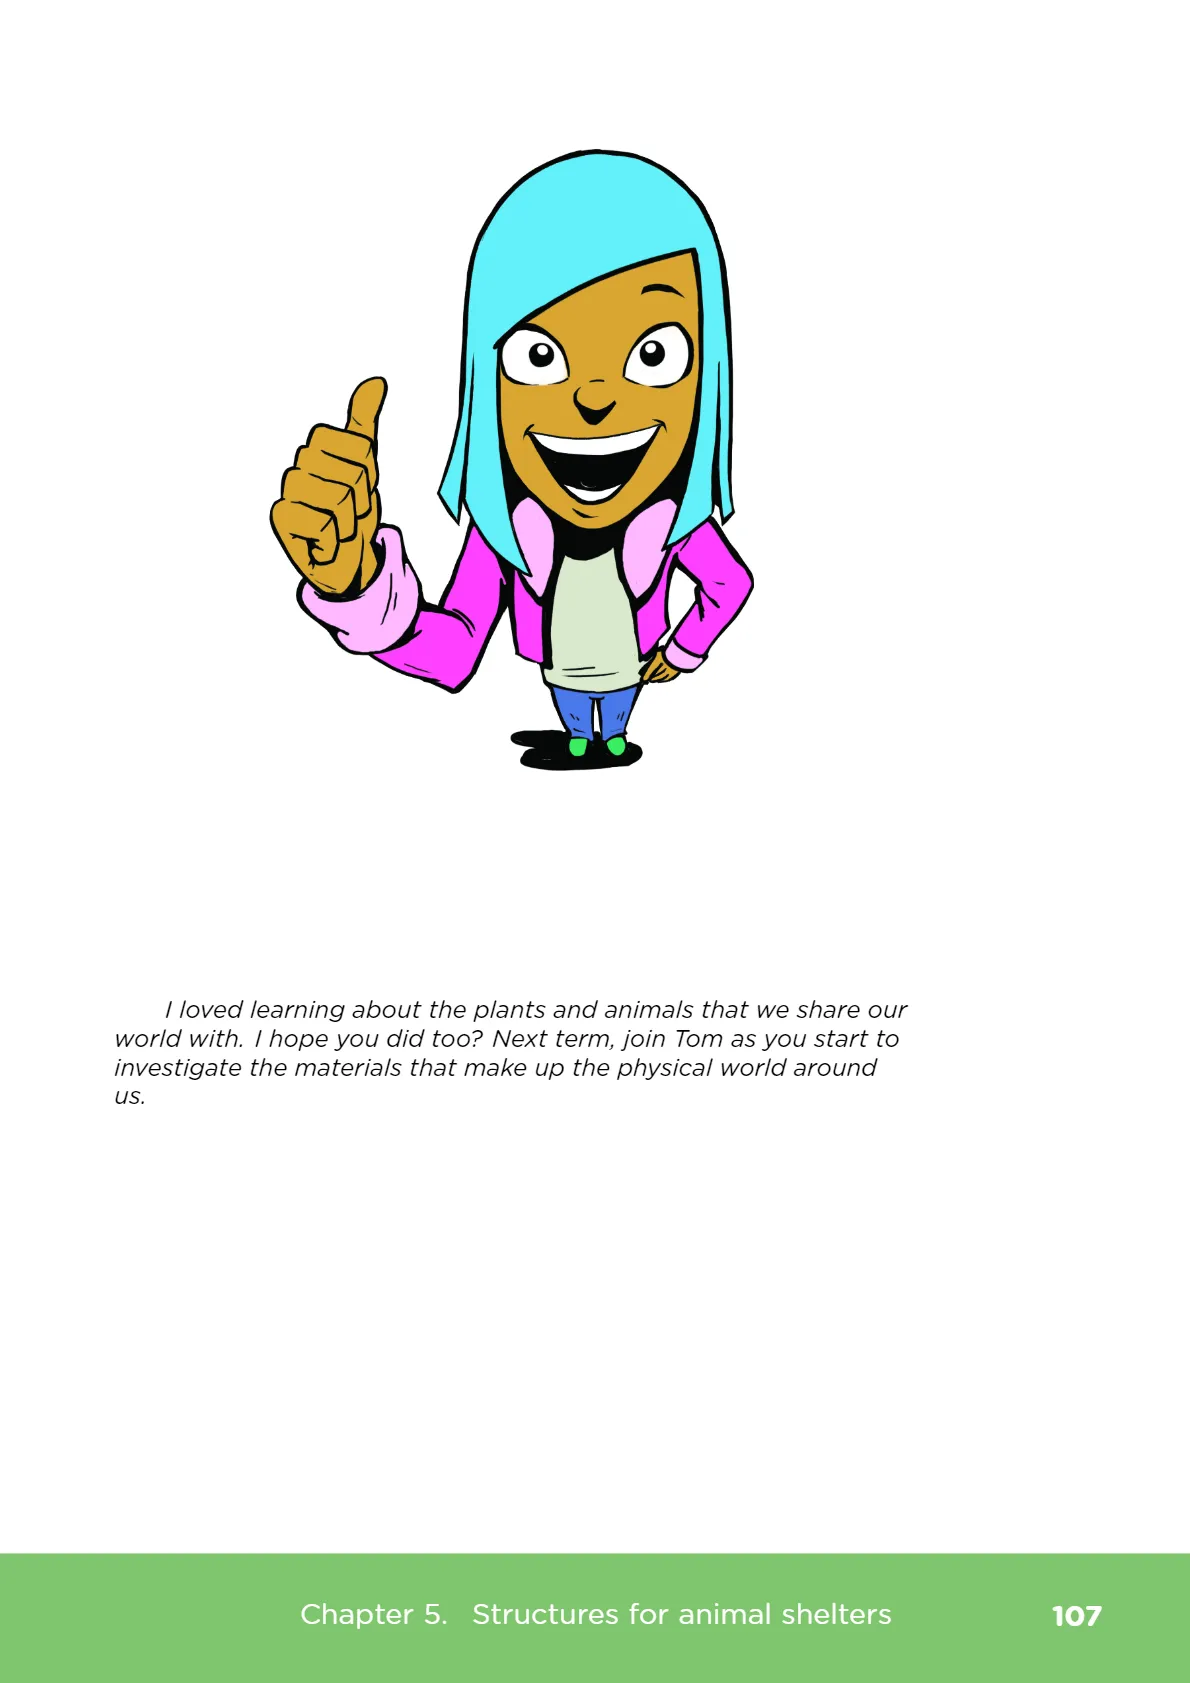 I loved learning about the plants and animals that we share our
world with. I hope you did too? Next term, join Tom as you start to
investigate the materials that make up the physical world around
us.
Chapter 5. Structures for animal shelters 107